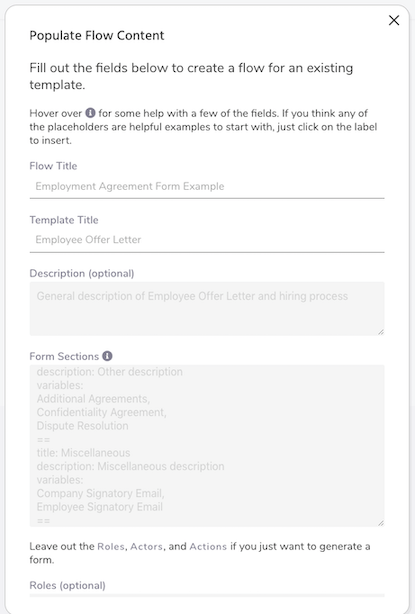 Populate Flow Content
Fill out the fields below to create a flow for an existing
template.
Hover over i for some help with a few of the fields. If you think any of
the placeholders are helpful examples to start with, just click on the label
to insert.
Flow Title
Employment Agreement Form Example
Template Title
Employee Offer Letter
Description (optional)
General description of Employee Offer Letter and hiring process
Form Sections i
description: Other description
variables:
Additional Agreements,
Confidentiality Agreement,
Dispute Resolution
==
title: Miscellaneous
description: Miscellaneous description
variables:
Company Signatory Email,
Employee Signatory Email
==
Leave out the Roles, Actors, and Actions if you just want to generate a
form.
Roles (optional)